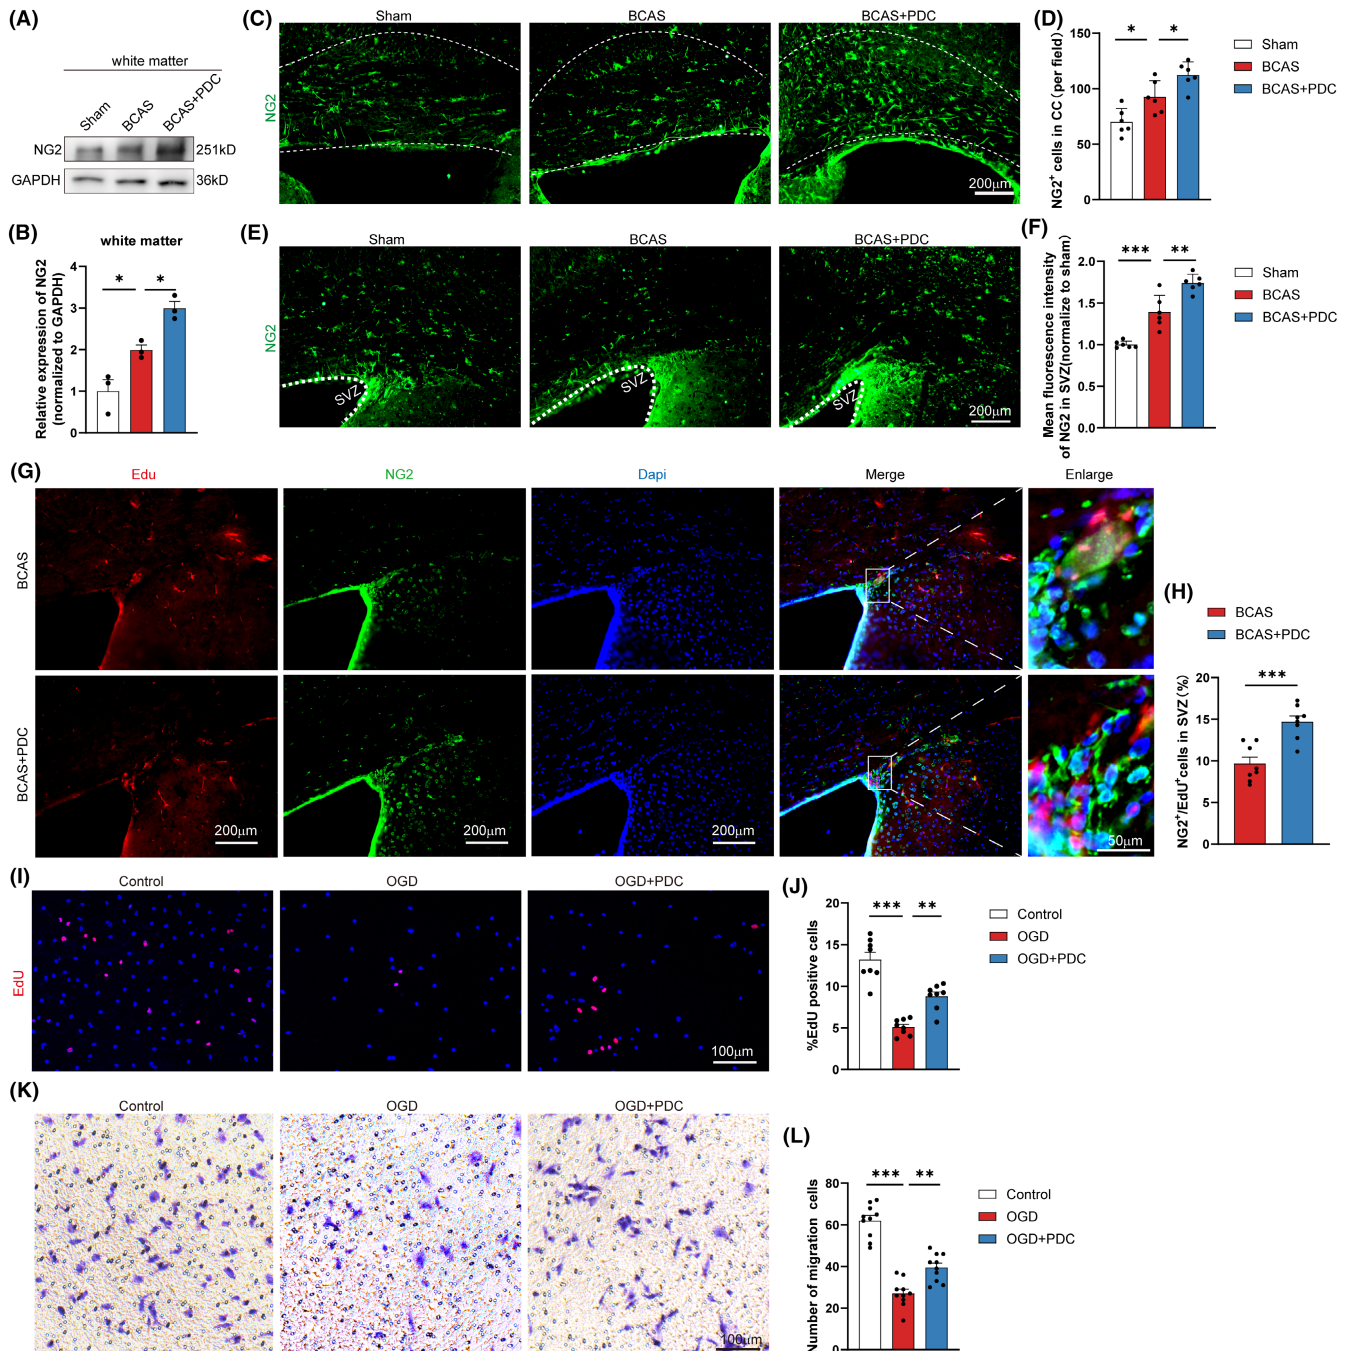 (A)
white matter
Sham
BCAS
BCAS+PDC
NG2
251kD
GAPDH
36kD
(B)
white matter
Relative expression of NG2
(normalized to GAPDH)
4
3
2
1
0
*
*
(C)
Sham
BCAS
BCAS+PDC
NG2
200μm
(D)
NG2+ cells in CC (per field)
150
100
50
0
*
*
Sham
BCAS
BCAS+PDC
(E)
Sham
BCAS
BCAS+PDC
NG2
SVZ
SVZ
SVZ
200μm
(F)
Mean fluorescence intensity
of NG2 in SVZ(normalize to sham)
2.0
1.5
1.0
0.5
0.0
***
**
Sham
BCAS
BCAS+PDC
(G)
Edu
NG2
Dapi
Merge
Enlarge
BCAS
BCAS+PDC
200μm
200μm
200μm
50μm
(H)
BCAS
BCAS+PDC
NG2+/EdU+cells in SVZ (%)
20
15
10
5
0
***
(I)
Control
OGD
OGD+PDC
EdU
100μm
(J)
%EdU positive cells
20
15
10
5
0
***
**
Control
OGD
OGD+PDC
(K)
Control
OGD
OGD+PDC
100μm
(L)
Number of migration cells
80
60
40
20
0
***
**
Control
OGD
OGD+PDC